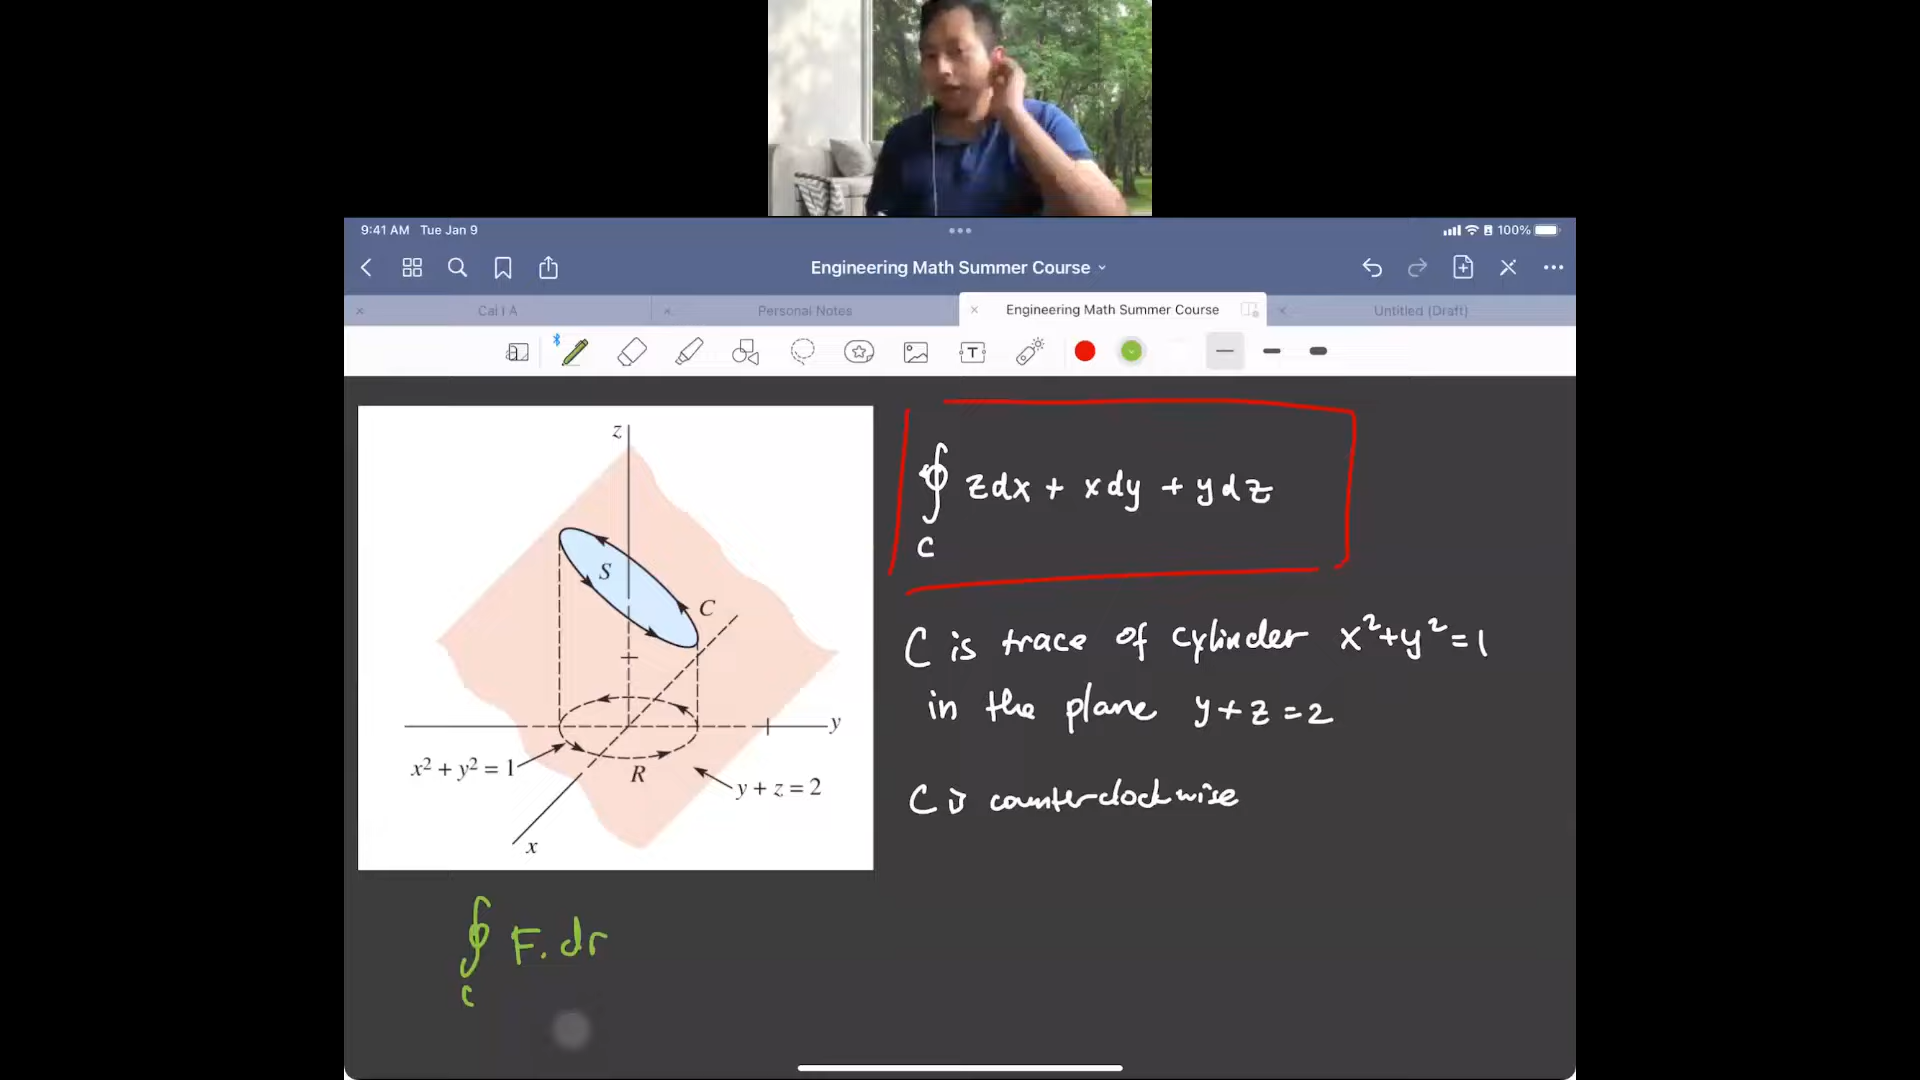 9:41 AM Tue Jan 9
100%
Engineering Math Summer Course
Cal I A
Personal Notes
Engineering Math Summer Course
Untitled (Draft)
z
S
C
y
x² + y² = 1
R
y + z = 2
x
∮ zdx + xdy + ydz
C
C is trace of cylinder x²+y²=1
in the plane y+z=2
C is counterclockwise
∮ F. dr
C